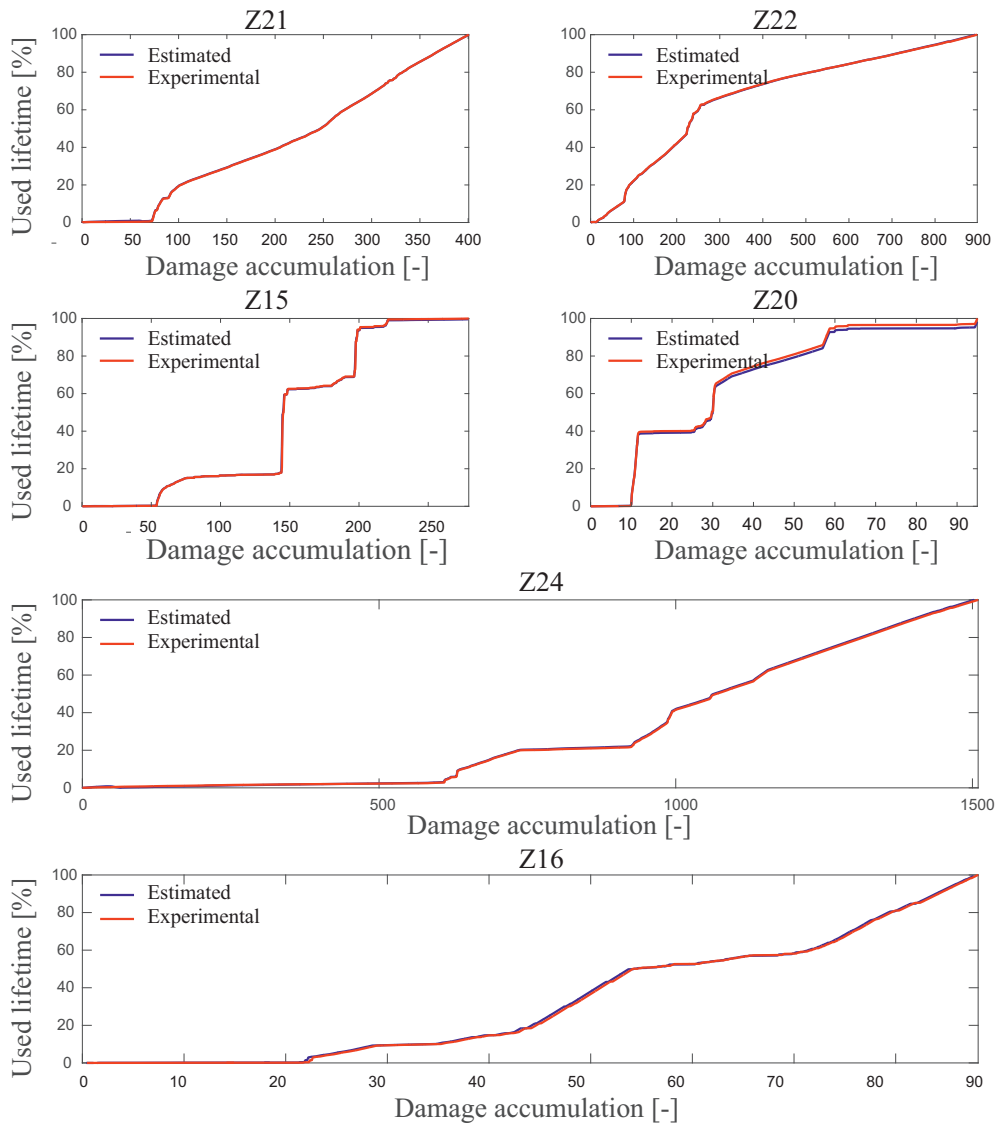 Z21
Used lifetime [%]
100
80
60
40
20
0
Estimated
Experimental
0 50 100 150 200 250 300 350 400
Damage accumulation [-]
Z22
100
80
60
40
20
0
Estimated
Experimental
0 100 200 300 400 500 600 700 800 900
Damage accumulation [-]
Z15
Used lifetime [%]
100
80
60
40
20
0
Estimated
Experimental
0 50 100 150 200 250
Damage accumulation [-]
Z20
100
80
60
40
20
0
Estimated
Experimental
0 10 20 30 40 50 60 70 80 90
Damage accumulation [-]
Z24
Used lifetime [%]
100
80
60
40
20
0
Estimated
Experimental
0 500 1000 1500
Damage accumulation [-]
Z16
Used lifetime [%]
100
80
60
40
20
0
Estimated
Experimental
0 10 20 30 40 50 60 70 80 90
Damage accumulation [-]